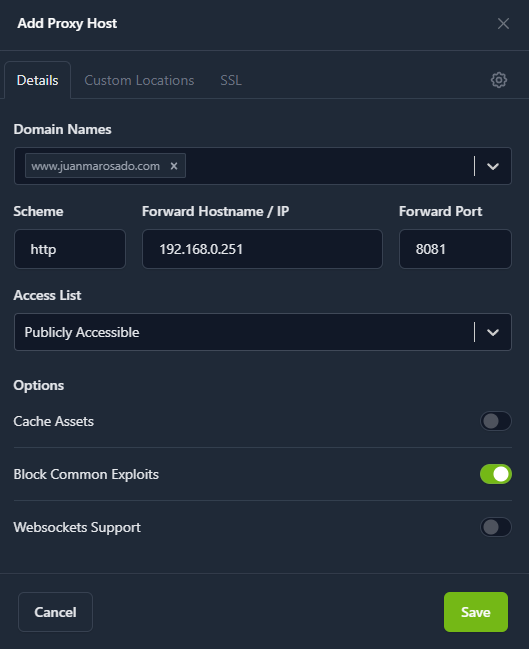 Add Proxy Host
Details Custom Locations SSL
Domain Names
www.juanmarosado.com
Scheme Forward Hostname / IP Forward Port
http 192.168.0.251 8081
Access List
Publicly Accessible
Options
Cache Assets
Block Common Exploits
Websockets Support
Cancel Save